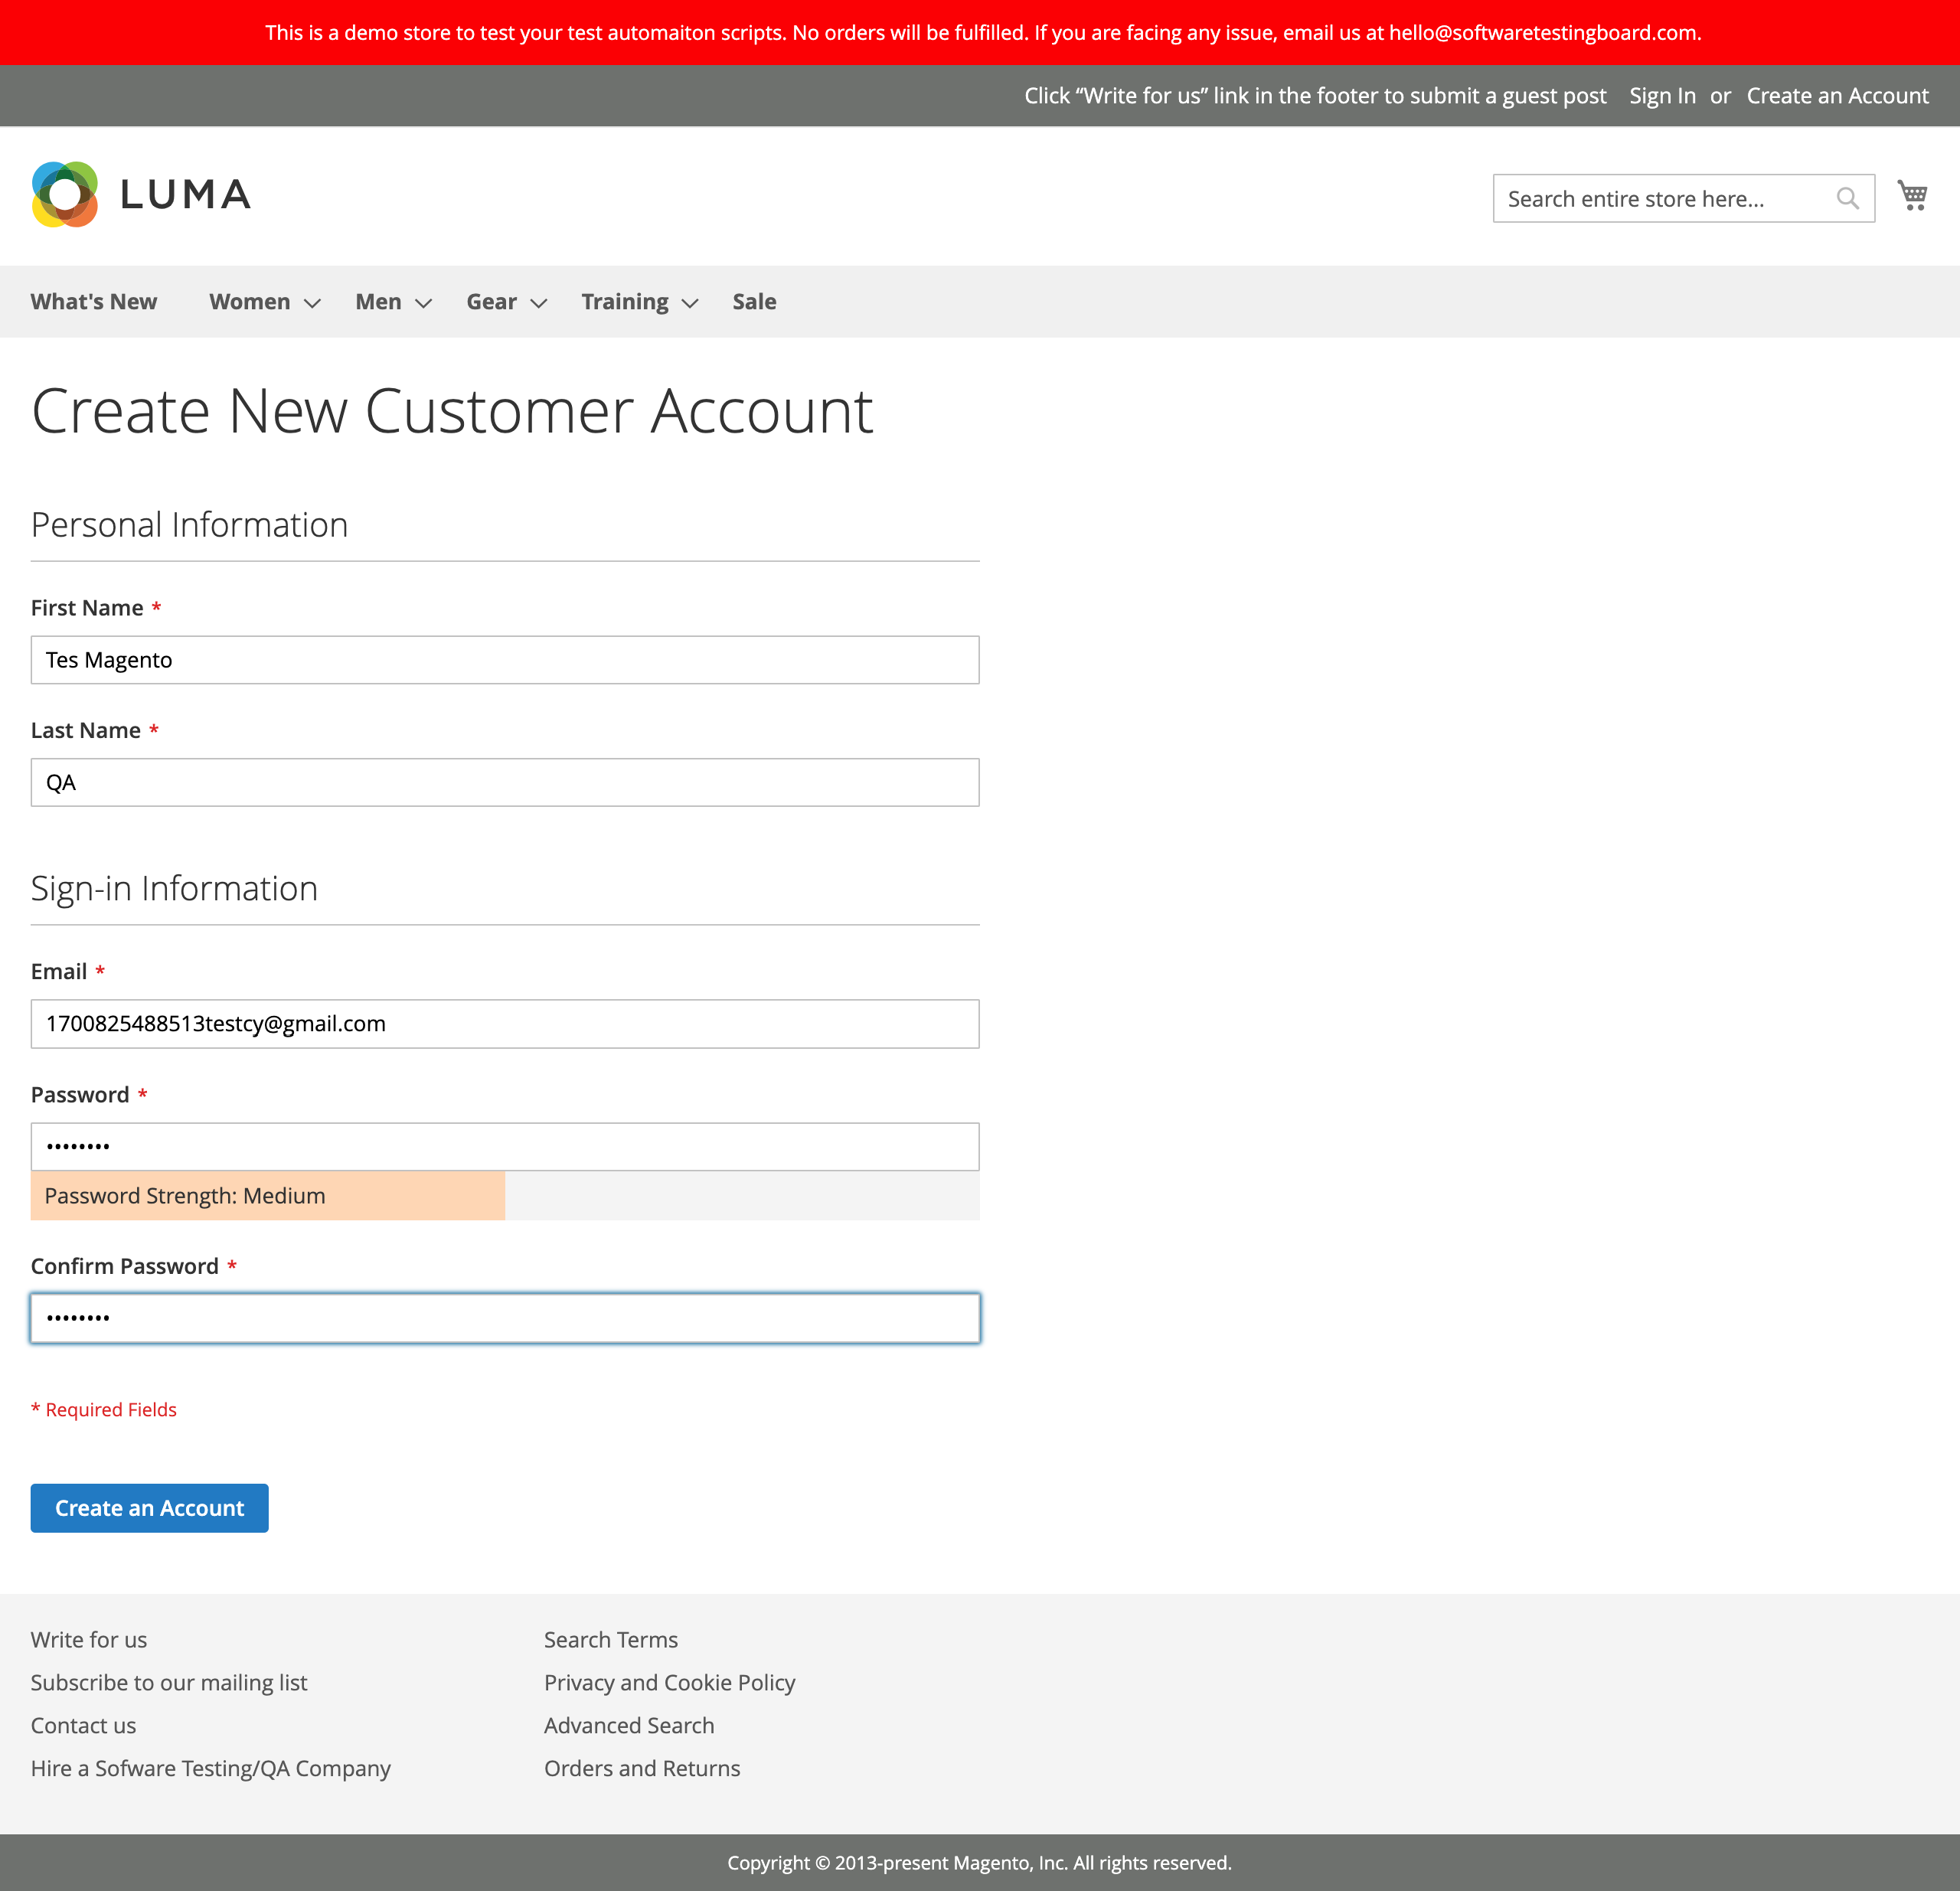 This is a demo store to test your test automaiton scripts. No orders will be fulfilled. If you are facing any issue, email us at hello@softwaretestingboard.com.
Click “Write for us” link in the footer to submit a guest post Sign In or Create an Account
LUMA
Search entire store here...
What's New Women Men Gear Training Sale
Create New Customer Account
Personal Information
First Name *
Tes Magento
Last Name *
QA
Sign-in Information
Email *
1700825488513testcy@gmail.com
Password *
••••••••
Password Strength: Medium
Confirm Password *
••••••••
* Required Fields
Create an Account
Write for us
Subscribe to our mailing list
Contact us
Hire a Sofware Testing/QA Company
Search Terms
Privacy and Cookie Policy
Advanced Search
Orders and Returns
Copyright © 2013-present Magento, Inc. All rights reserved.